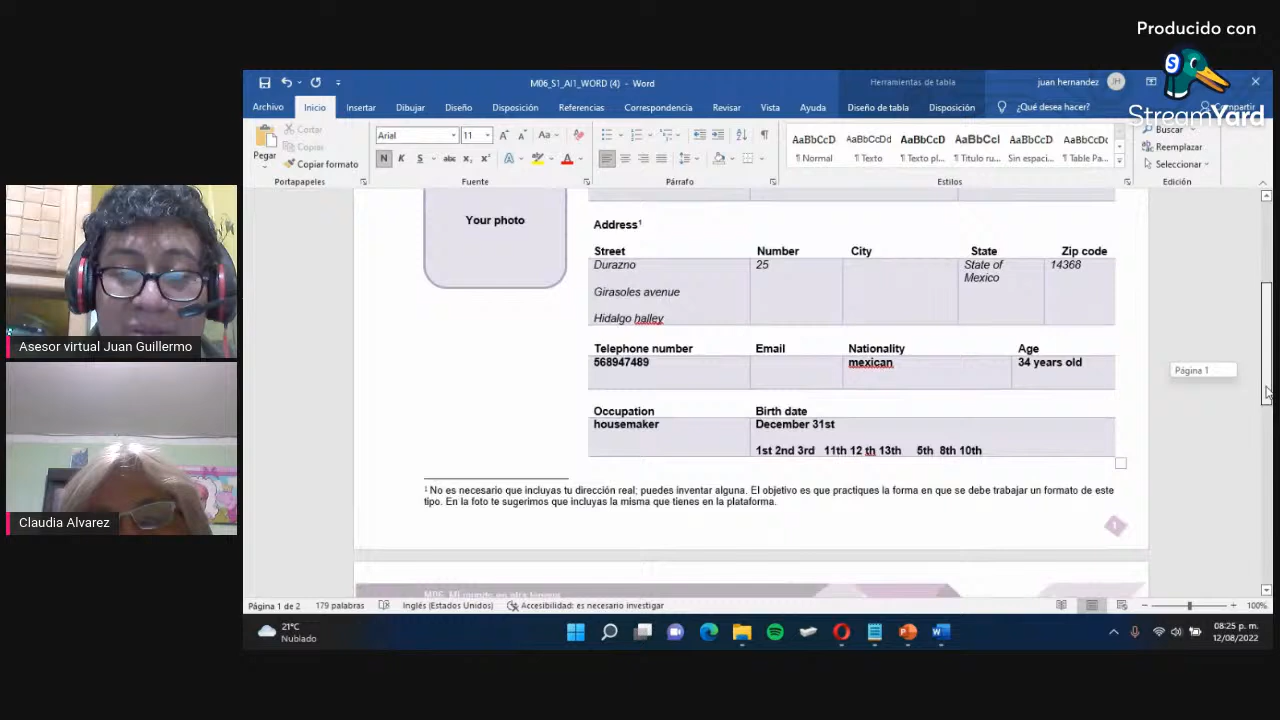 Producido con
StreamYard
M06_S1_AI1_WORD (4) - Word
Herramientas de tabla
juan hernandez
JH
Archivo
Inicio
Insertar
Dibujar
Diseño
Disposición
Referencias
Correspondencia
Revisar
Vista
Ayuda
Diseño de tabla
Disposición
¿Qué desea hacer?
Pegar
Cortar
Copiar
Copiar formato
Portapapeles
Arial
11
Fuente
Párrafo
AaBbCcD
AaBbCcDd
AaBbCcD
AaBbCcI
AaBbCcD
AaBbCcDc
¶ Normal
¶ Texto
¶ Texto pl...
¶ Titulo ru...
¶ Sin espaci...
¶ Table Pa...
Estilos
Buscar
Reemplazar
Seleccionar
Edición
Your photo
Address¹
Street Number City State Zip code
Durazno 25 State of Mexico 14368
Girasoles avenue
Hidalgo halley
Telephone number Email Nationality Age
568947489 mexican 34 years old
Occupation Birth date
housemaker December 31st
1st 2nd 3rd 11th 12 th 13th 5th 8th 10th
¹ No es necesario que incluyas tu dirección real; puedes inventar alguna. El objetivo es que practiques la forma en que se debe trabajar un formato de este
tipo. En la foto te sugerimos que incluyas la misma que tienes en la plataforma.
1
Página 1
Asesor virtual Juan Guillermo
Claudia Alvarez
Página 1 de 2
179 palabras
Inglés (Estados Unidos)
Accesibilidad: es necesario investigar
100%
21°C
Nublado
08:25 p. m.
12/08/2022